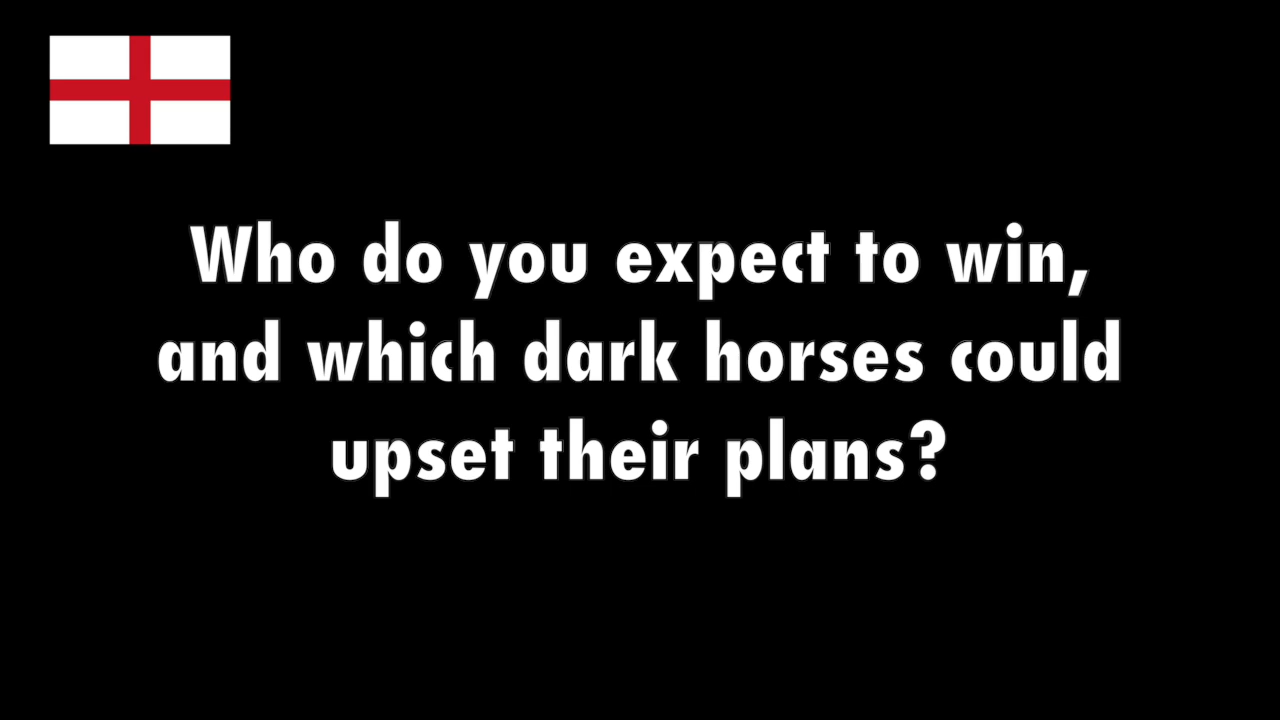 Who do you expect to win,
and which dark horses could
upset their plans?